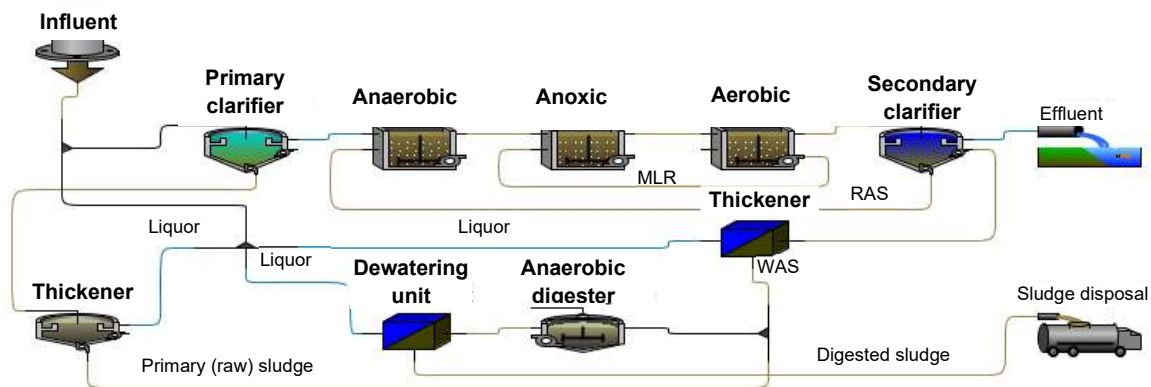 Influent
Primary
clarifier
Anaerobic
Anoxic
Aerobic
Secondary
clarifier
Effluent
MLR
RAS
Thickener
Liquor
Liquor
Liquor
WAS
Dewatering
unit
Anaerobic
digester
Thickener
Sludge disposal
Primary (raw) sludge
Digested sludge